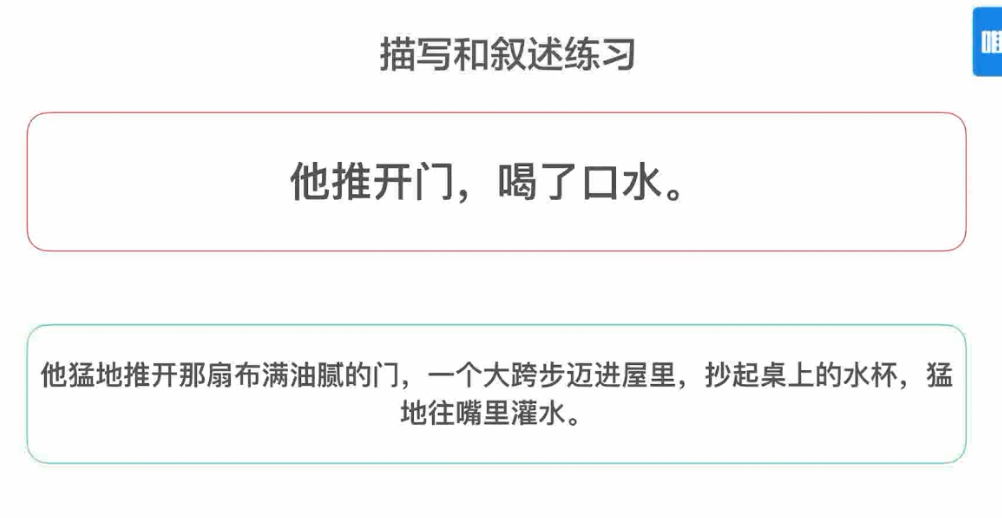 描写和叙述练习
他推开门，喝了口水。
他猛地推开那扇布满油腻的门，一个大跨步迈进屋里，抄起桌上的水杯，猛
地往嘴里灌水。